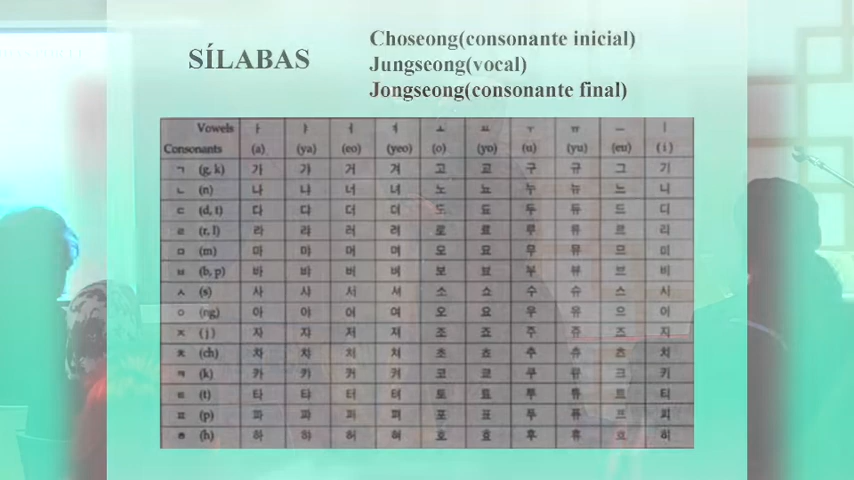 SÍLABAS
Choseong(consonante inicial)
Jungseong(vocal)
Jongseong(consonante final)
Vowels ㅏ ㅑ ㅓ ㅕ ㅗ ㅛ ㅜ ㅠ ㅡ ㅣ
Consonants (a) (ya) (eo) (yeo) (o) (yo) (u) (yu) (eu) (i)
ㄱ (g, k) 가 갸 거 겨 고 교 구 규 그 기
ㄴ (n) 나 냐 너 녀 노 뇨 누 뉴 느 니
ㄷ (d, t) 다 댜 더 뎌 도 됴 두 듀 드 디
ㄹ (r, l) 라 랴 러 려 로 료 루 류 르 리
ㅁ (m) 마 먀 머 며 모 묘 무 뮤 므 미
ㅂ (b, p) 바 뱌 버 벼 보 뵤 부 뷰 브 비
ㅅ (s) 사 샤 서 셔 소 쇼 수 슈 스 시
ㅇ (ng) 아 야 어 여 오 요 우 유 으 이
ㅈ (j) 자 쟈 저 져 조 죠 주 쥬 즈 지
ㅊ (ch) 차 챠 처 쳐 초 쵸 추 츄 츠 치
ㅋ (k) 카 캬 커 켜 코 쿄 쿠 큐 크 키
ㅌ (t) 타 탸 터 텨 토 툐 투 튜 트 티
ㅍ (p) 파 퍄 퍼 펴 포 표 푸 퓨 프 피
ㅎ (h) 하 햐 허 혀 호 효 후 휴 흐 히